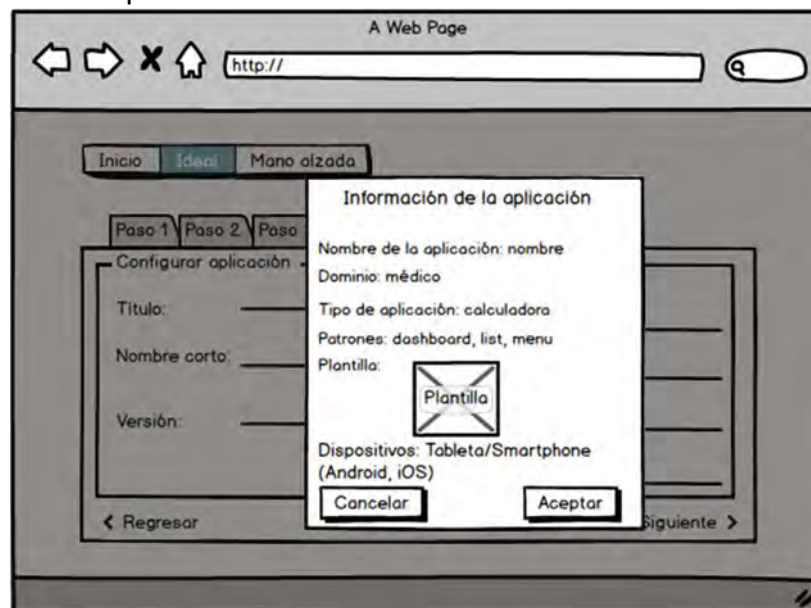 A Web Page
http://
Inicio Ideal Mano alzada
Paso 1 Paso 2 Paso
Configurar aplicación
Título:
Nombre corto:
Versión:
< Regresar
Siguiente >
Información de la aplicación
Nombre de la aplicación: nombre
Dominio: médico
Tipo de aplicación: calculadora
Patrones: dashboard, list, menu
Plantilla:
Plantilla
Dispositivos: Tableta/Smartphone
(Android, iOS)
Cancelar Aceptar